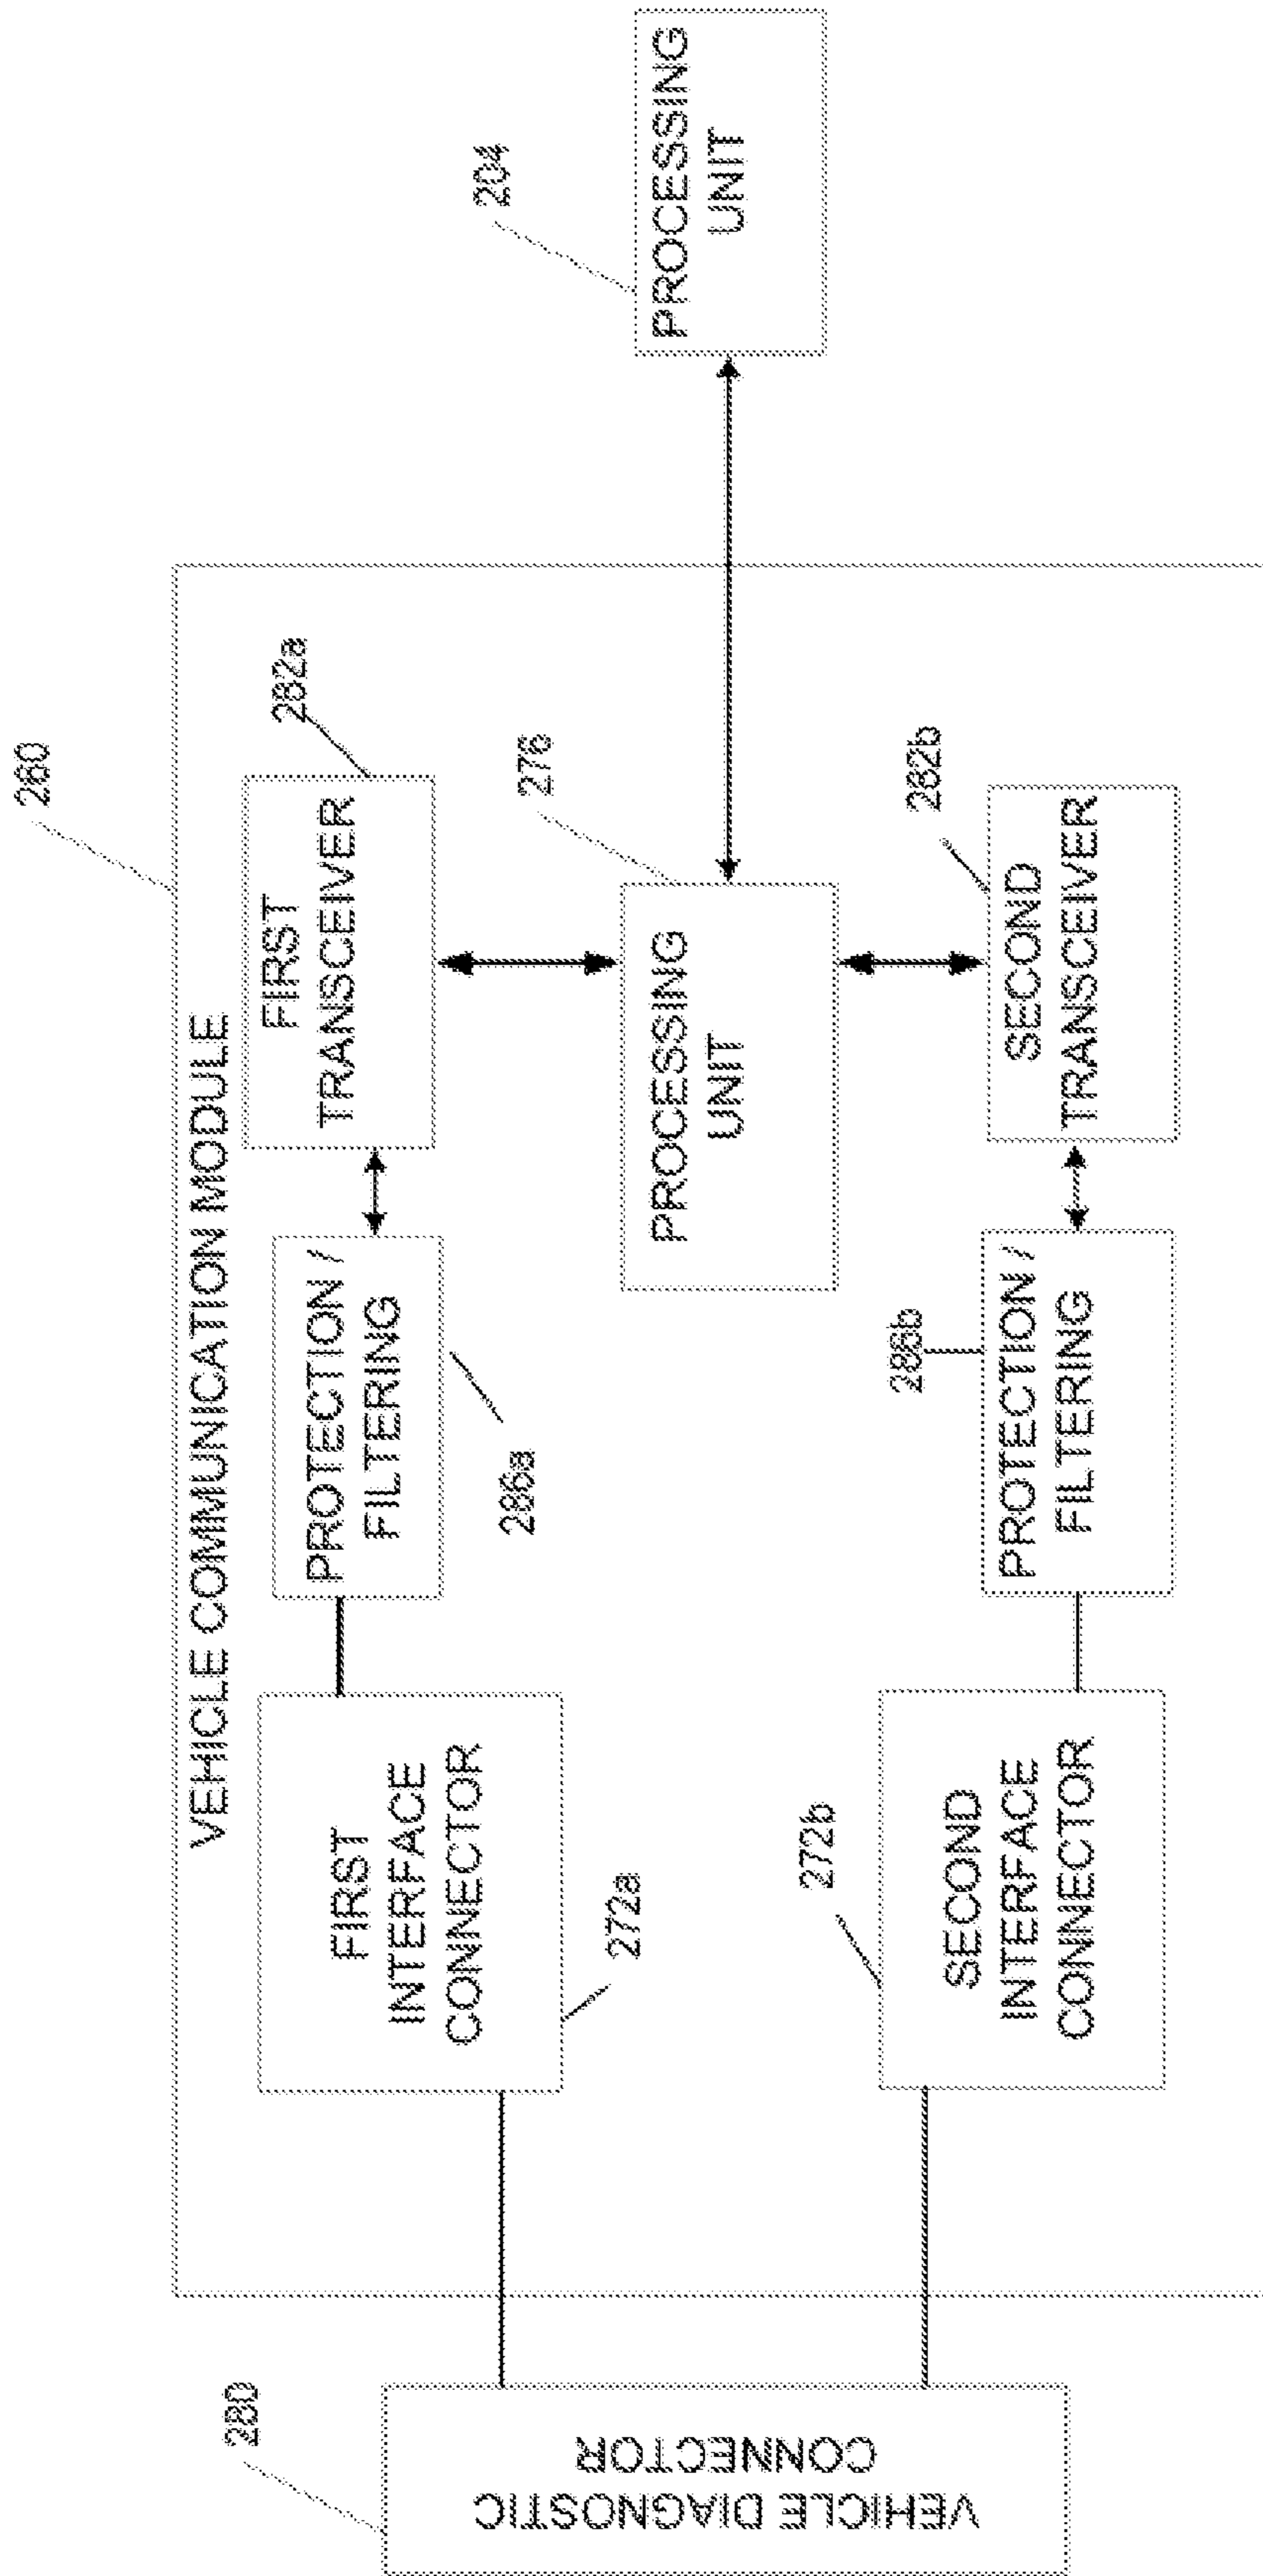 260
VEHICLE COMMUNICATION MODULE
280
VEHICLE DIAGNOSTIC
CONNECTOR
FIRST
INTERFACE
CONNECTOR
272a
PROTECTION /
FILTERING
286a
FIRST
TRANSCEIVER
282a
PROCESSING
UNIT
276
PROCESSING
UNIT
204
272b
SECOND
INTERFACE
CONNECTOR
286b
PROTECTION /
FILTERING
282b
SECOND
TRANSCEIVER